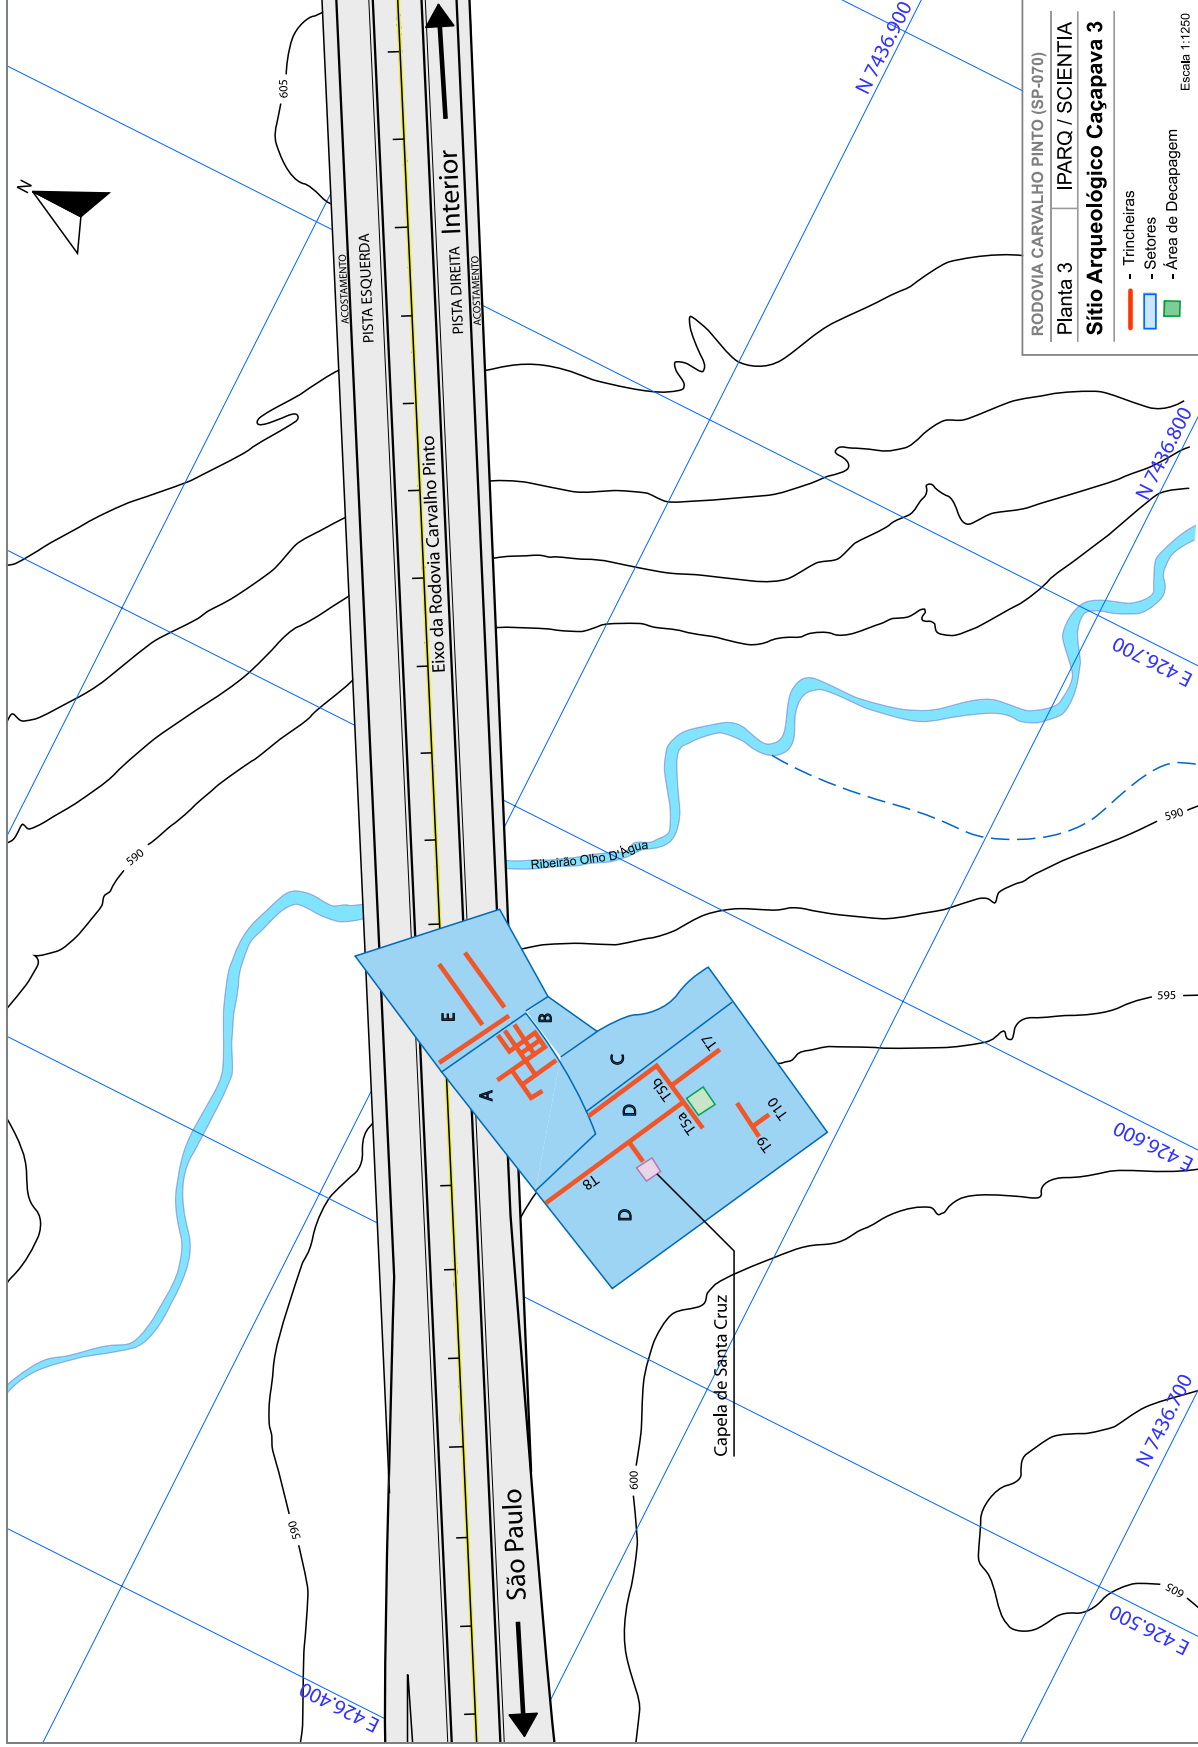 RODOVIA CARVALHO PINTO (SP-070)
Planta 3
IPARQ / SCIENTIA
Sítio Arqueológico Caçapava 3
- Trincheiras
- Setores
- Área de Decapagem
Escala 1:1250
N
605
ACOSTAMENTO
PISTA ESQUERDA
Interior
PISTA DIREITA
ACOSTAMENTO
Eixo da Rodovia Carvalho Pinto
N 7436.900
N 7436.800
E 426.700
590
Ribeirão Olho D'Água
590
595
E
B
A
C
D
D
T7
T5b
T5a
T10
T9
T8
E 426.600
Capela de Santa Cruz
600
590
São Paulo
N 7436.700
605
E 426.500
E 426.400